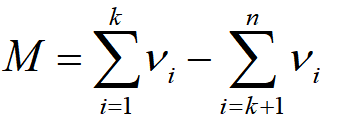 M = \sum_{i=1}^{k} \nu_i - \sum_{i=k+1}^{n} \nu_i